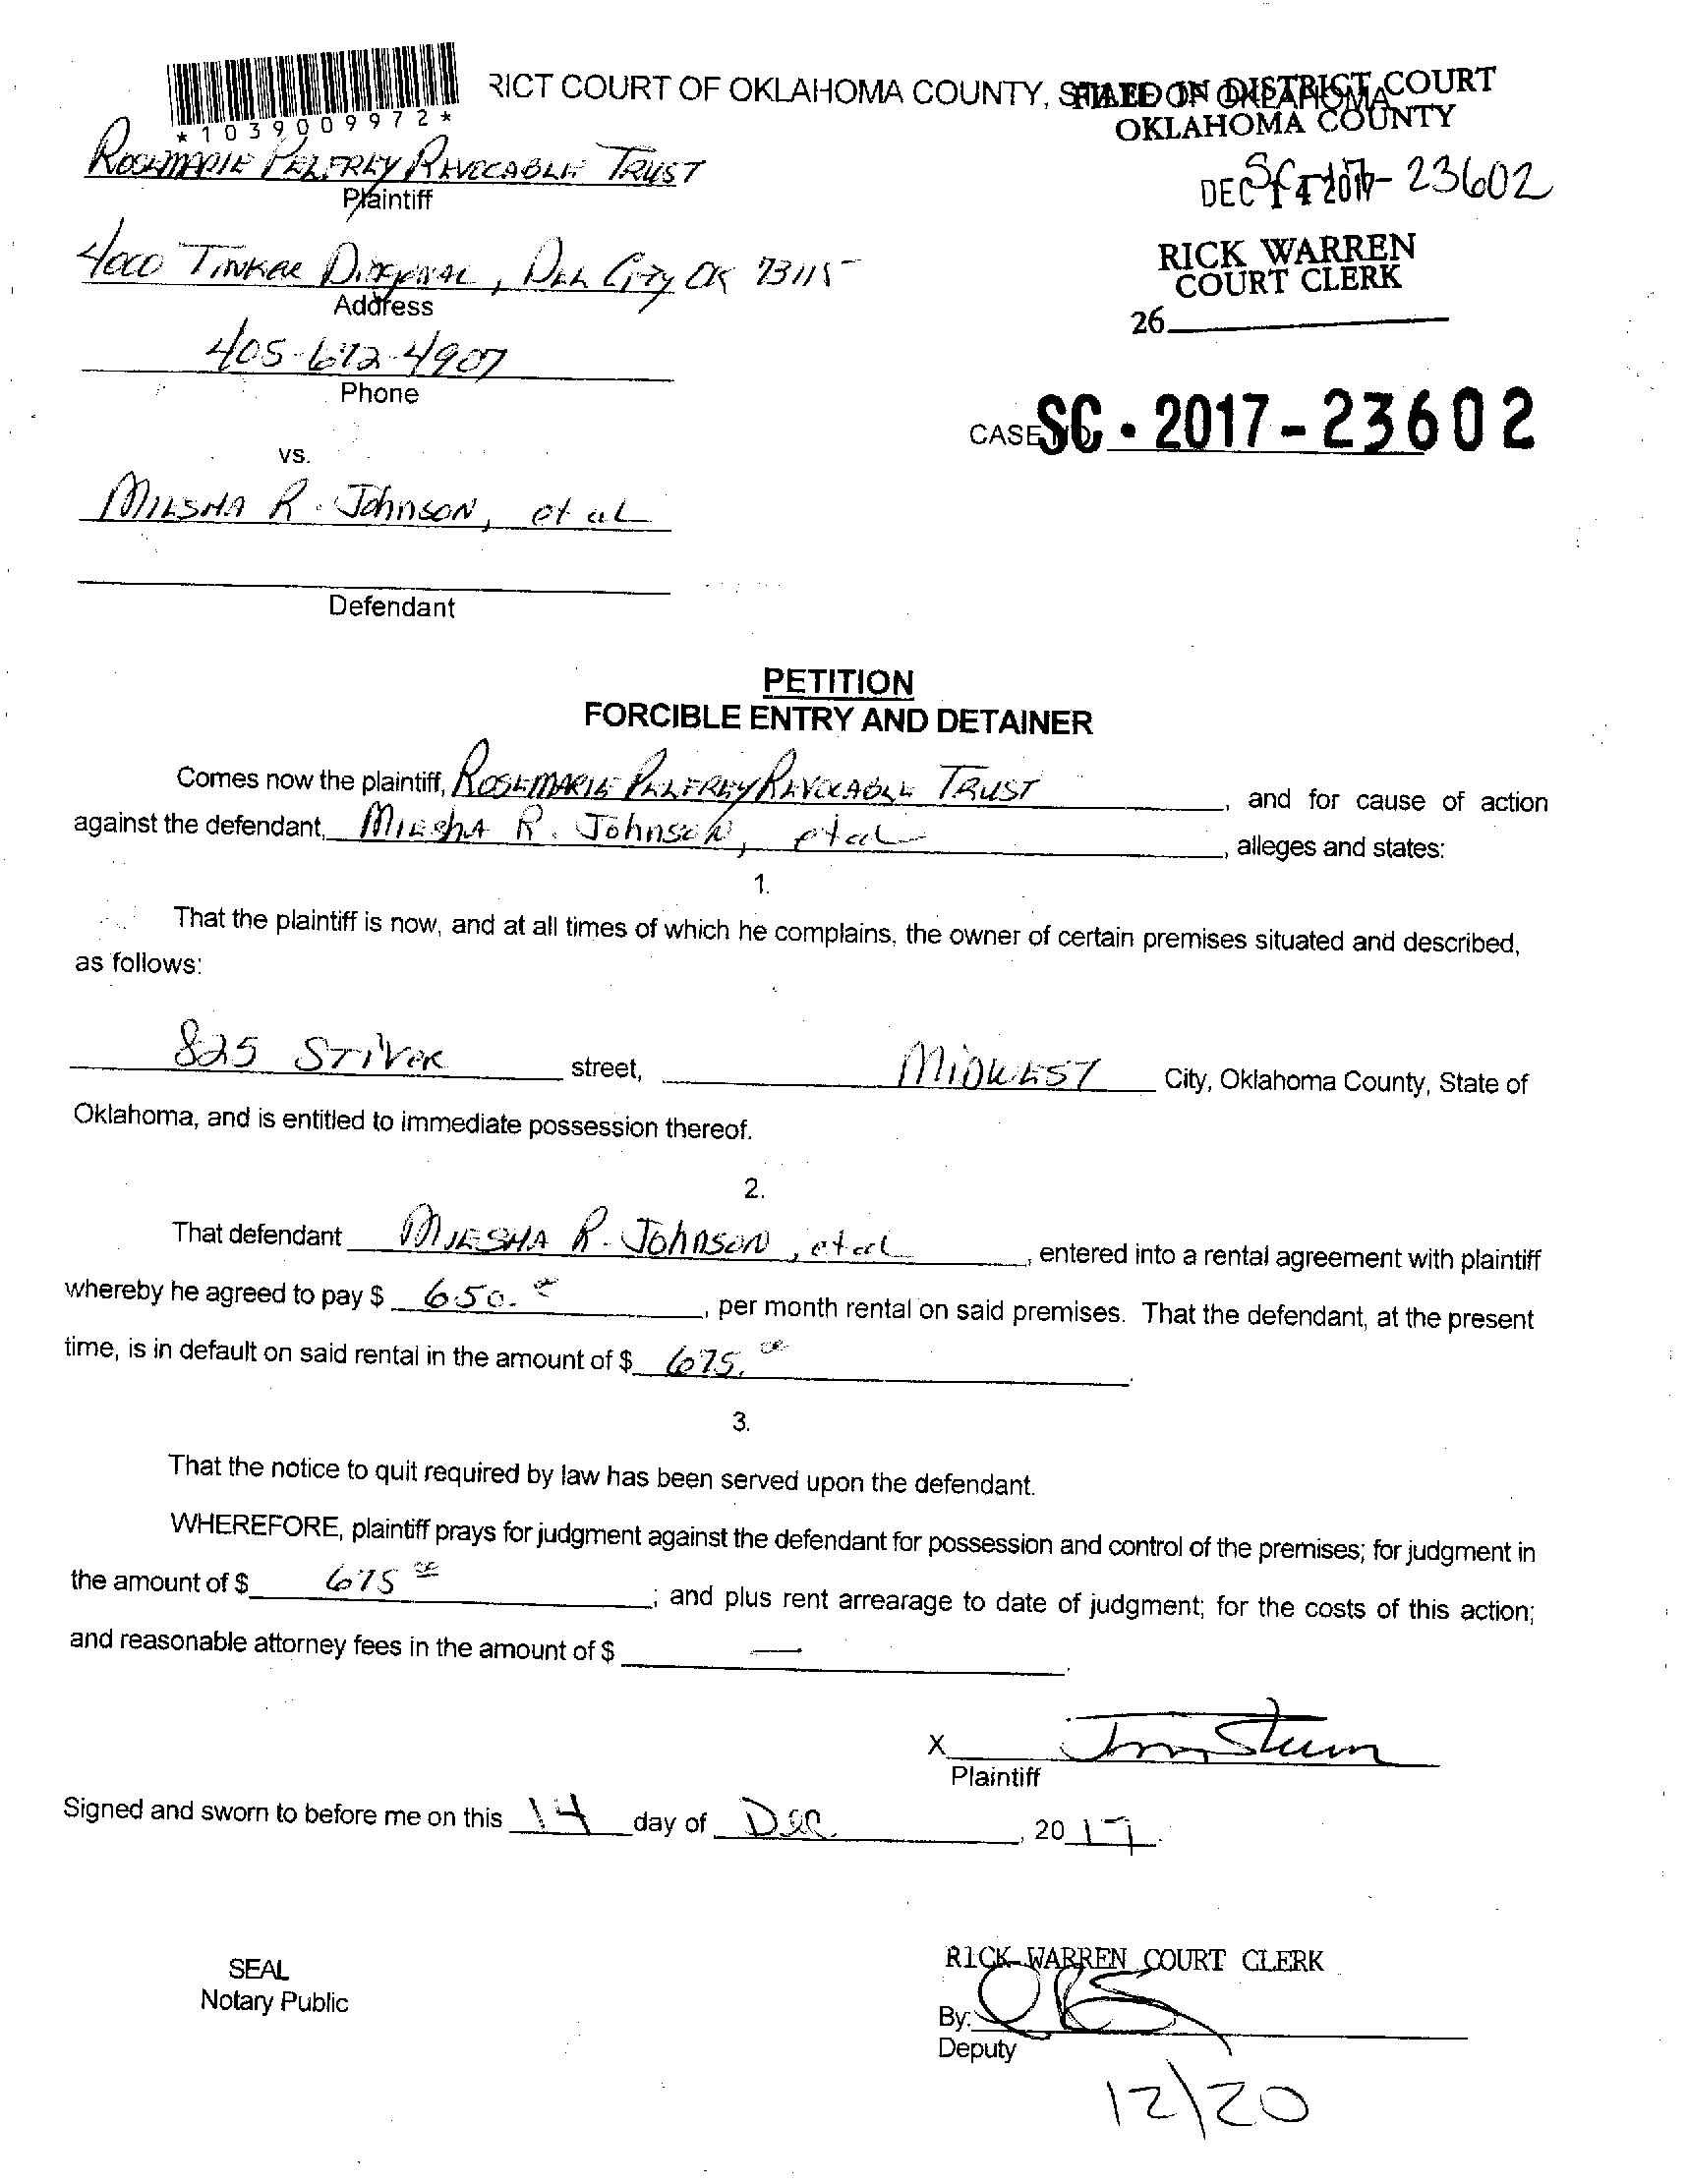 RICT COURT OF OKLAHOMA COUNTY, STATE OF OKLAHOMA
FILED IN DISTRICT COURT
OKLAHOMA COUNTY
*1039009972*
ROSEMARIE PELFREY REVOCABLE TRUST
Plaintiff
SC-17-23602
DEC 14 2017
4000 TINKER DIAGONAL, DEL CITY OK 73115
Address
RICK WARREN
COURT CLERK
26
405-672-4907
Phone
CASE NO. SC-2017-23602
vs.
MIESHA R. JOHNSON, et al
Defendant
PETITION
FORCIBLE ENTRY AND DETAINER
Comes now the plaintiff, ROSEMARIE PELFREY REVOCABLE TRUST, and for cause of action
against the defendant, MIESHA R. JOHNSON, et al, alleges and states:
1.
That the plaintiff is now, and at all times of which he complains, the owner of certain premises situated and described,
as follows:
825 STIVER street, MIDWEST City, Oklahoma County, State of
Oklahoma, and is entitled to immediate possession thereof.
2.
That defendant MIESHA R. JOHNSON, et al, entered into a rental agreement with plaintiff
whereby he agreed to pay $ 650.00, per month rental on said premises. That the defendant, at the present
time, is in default on said rental in the amount of $ 675.00.
3.
That the notice to quit required by law has been served upon the defendant.
WHEREFORE, plaintiff prays for judgment against the defendant for possession and control of the premises; for judgment in
the amount of $ 675 00; and plus rent arrearage to date of judgment; for the costs of this action;
and reasonable attorney fees in the amount of $ —.
X
Plaintiff
Signed and sworn to before me on this 14 day of Dec., 2017.
SEAL
Notary Public
RICK WARREN COURT CLERK
By:
Deputy
12/20